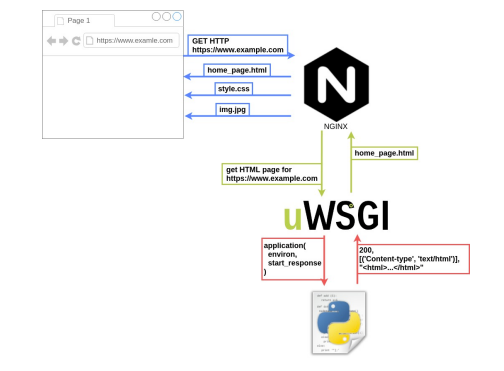 Page 1
https://www.examle.com
GET HTTP
https://www.example.com
home_page.html
style.css
img.jpg
N
NGINX
home_page.html
get HTML page for
https://www.example.com
uWSGI
application(
environ,
start_response
)
200,
[('Content-type', 'text/html')],
"<html>...</html>"